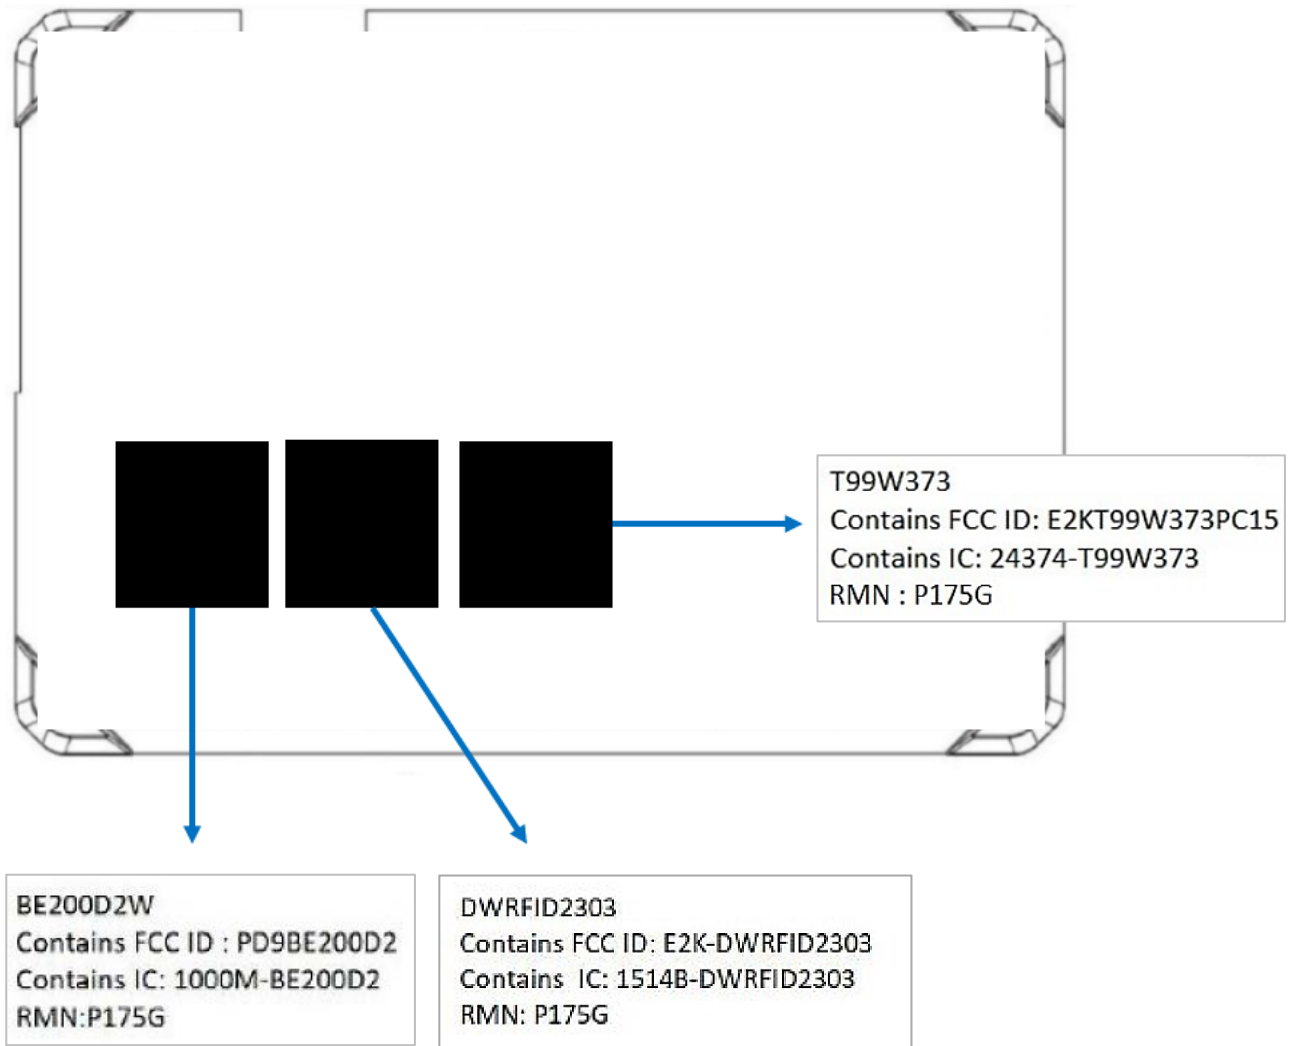 T99W373
Contains FCC ID: E2KT99W373PC15
Contains IC: 24374-T99W373
RMN : P175G
BE200D2W
Contains FCC ID : PD9BE200D2
Contains IC: 1000M-BE200D2
RMN:P175G
DWRFID2303
Contains FCC ID: E2K-DWRFID2303
Contains  IC: 1514B-DWRFID2303
RMN: P175G